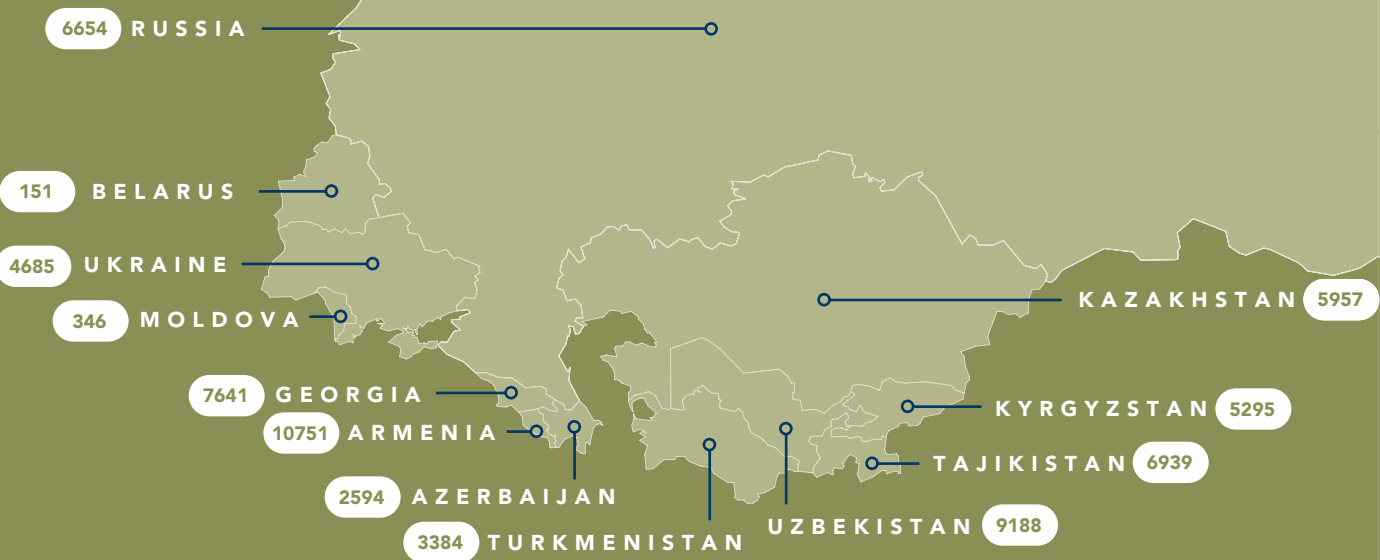 6654 RUSSIA
151 BELARUS
4685 UKRAINE
346 MOLDOVA
KAZAKHSTAN 5957
7641 GEORGIA
KYRGYZSTAN 5295
10751 ARMENIA
TAJIKISTAN 6939
2594 AZERBAIJAN
UZBEKISTAN 9188
3384 TURKMENISTAN